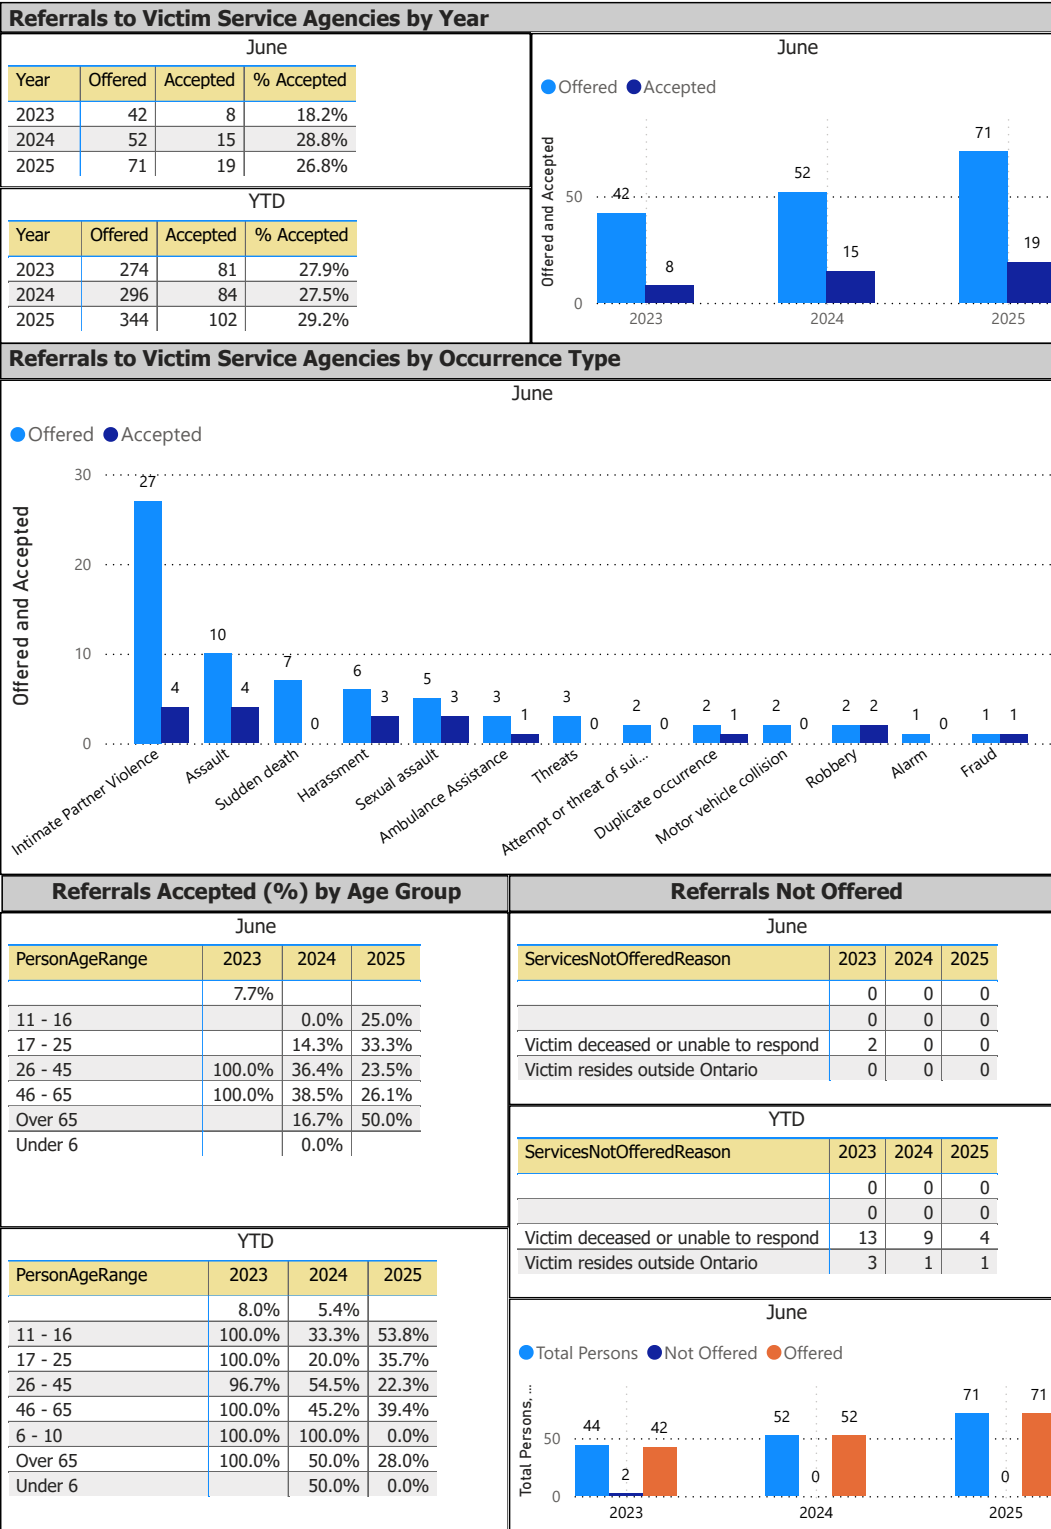 Referrals to Victim Service Agencies by Year
June
Year Offered Accepted % Accepted
2023 42 8 18.2%
2024 52 15 28.8%
2025 71 19 26.8%
YTD
Year Offered Accepted % Accepted
2023 274 81 27.9%
2024 296 84 27.5%
2025 344 102 29.2%
June
Offered Accepted
Offered and Accepted
50
0
42
8
52
15
71
19
2023 2024 2025
Referrals to Victim Service Agencies by Occurrence Type
June
Offered Accepted
Offered and Accepted
30
20
10
0
27 4
10 4
7 0
6 3
5 3
3 1
3 0
2 0
2 1
2 0
2 2
1 0
1 1
Intimate Partner Violence
Assault
Sudden death
Harassment
Sexual assault
Ambulance Assistance
Threats
Attempt or threat of sui...
Duplicate occurrence
Motor vehicle collision
Robbery
Alarm
Fraud
Referrals Accepted (%) by Age Group
June
PersonAgeRange 2023 2024 2025
7.7%
11 - 16 0.0% 25.0%
17 - 25 14.3% 33.3%
26 - 45 100.0% 36.4% 23.5%
46 - 65 100.0% 38.5% 26.1%
Over 65 16.7% 50.0%
Under 6 0.0%
YTD
PersonAgeRange 2023 2024 2025
8.0% 5.4%
11 - 16 100.0% 33.3% 53.8%
17 - 25 100.0% 20.0% 35.7%
26 - 45 96.7% 54.5% 22.3%
46 - 65 100.0% 45.2% 39.4%
6 - 10 100.0% 100.0% 0.0%
Over 65 100.0% 50.0% 28.0%
Under 6 50.0% 0.0%
Referrals Not Offered
June
ServicesNotOfferedReason 2023 2024 2025
0 0 0
0 0 0
Victim deceased or unable to respond 2 0 0
Victim resides outside Ontario 0 0 0
YTD
ServicesNotOfferedReason 2023 2024 2025
0 0 0
0 0 0
Victim deceased or unable to respond 13 9 4
Victim resides outside Ontario 3 1 1
June
Total Persons Not Offered Offered
Total Persons, ...
50
0
44 2 42
52 0 52
71 0 71
2023 2024 2025